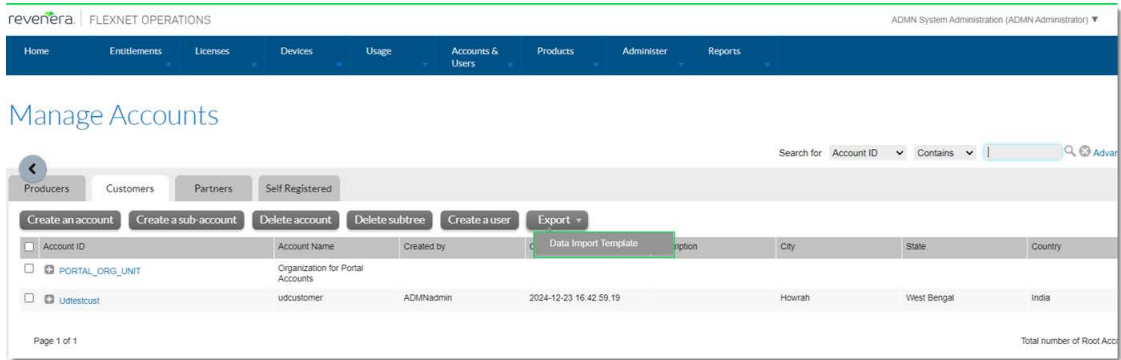 revenera. FLEXNET OPERATIONS
ADMN System Administration (ADMN Administrator)
Home Entitlements Licenses Devices Usage Accounts & Users Products Administer Reports
Manage Accounts
Search for Account ID Contains
Producers Customers Partners Self Registered
Create an account Create a sub-account Delete account Delete subtree Create a user Export
Data Import Template
Account ID Account Name Created by City State Country
PORTAL_ORG_UNIT Organization for Portal Accounts
Udtestcust udcustomer ADMNadmin 2024-12-23 16:42:59.19 Howrah West Bengal India
Page 1 of 1 Total number of Root